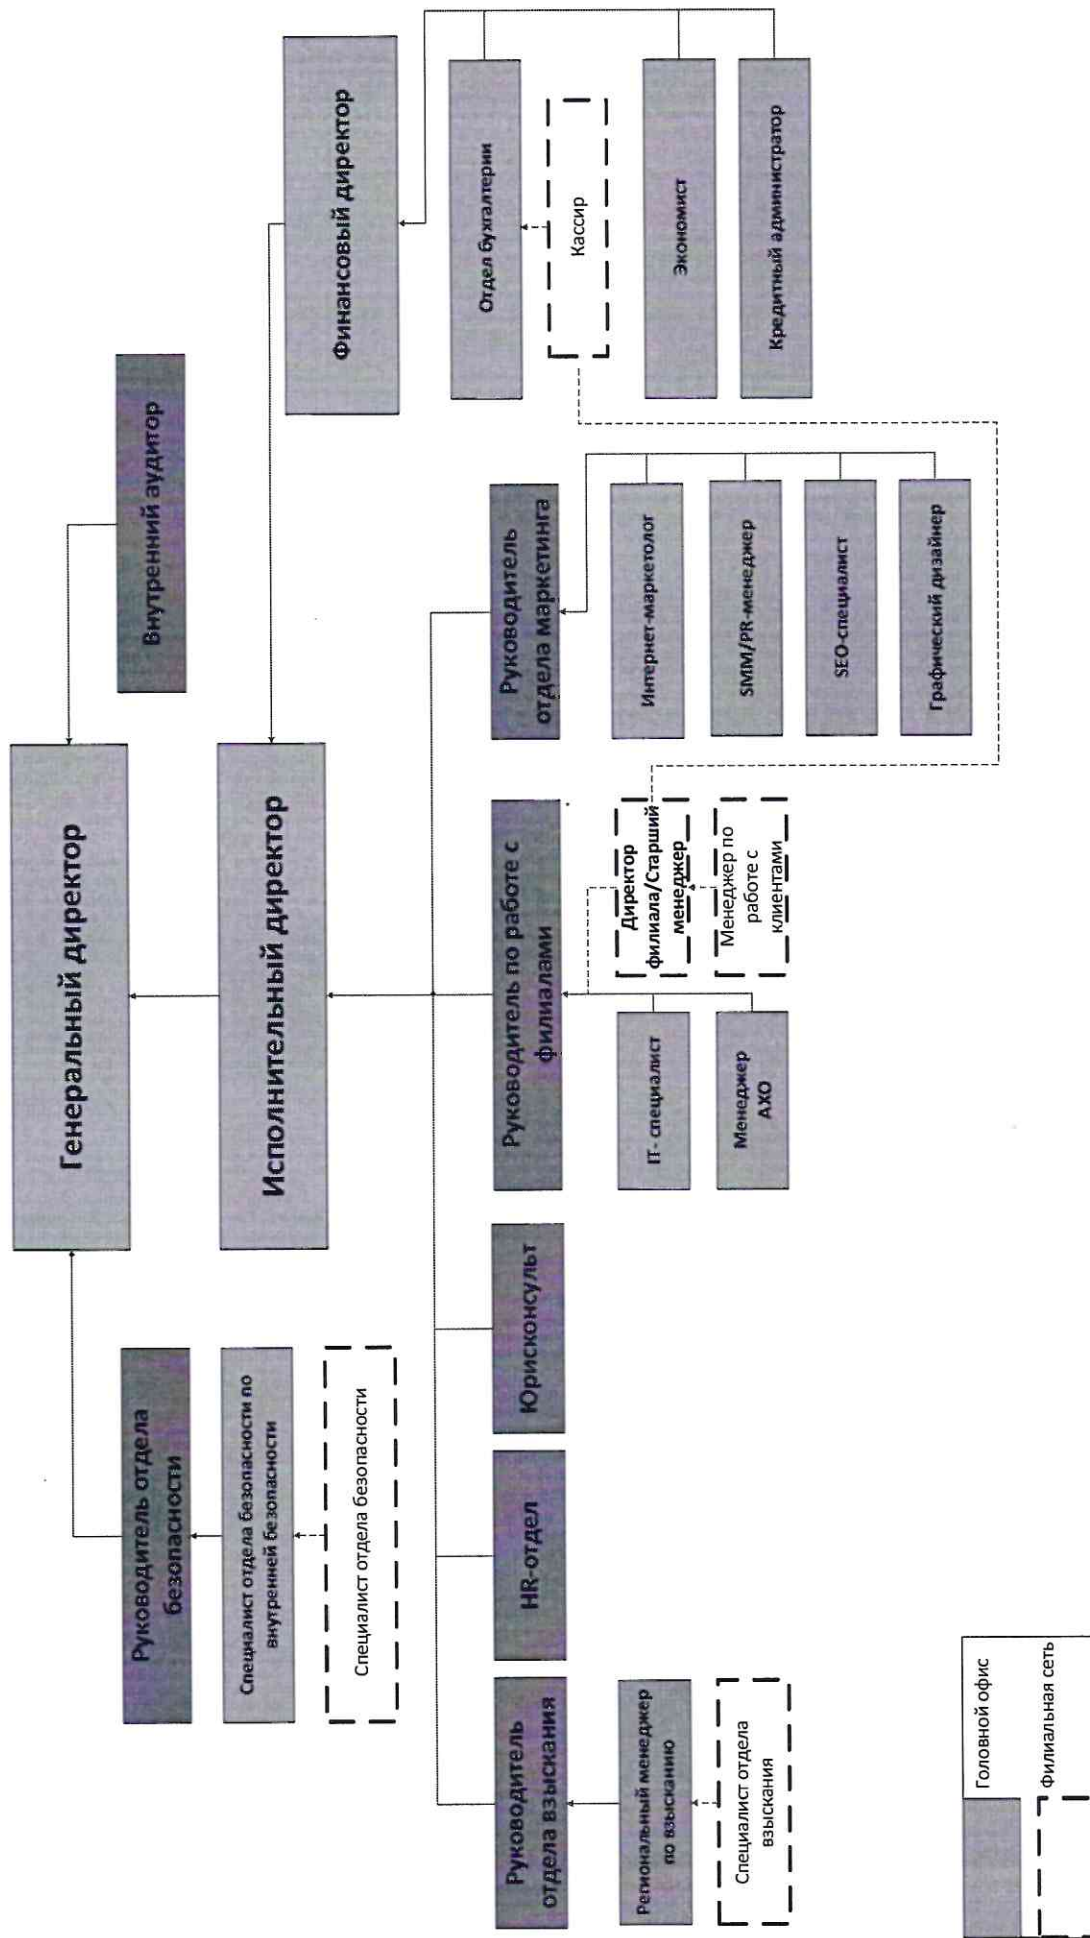 Генеральный директор
Внутренний аудитор
Руководитель отдела
безопасности
Специалист отдела безопасности по
внутренней безопасности
Специалист отдела безопасности
Исполнительный директор
Финансовый директор
Отдел бухгалтерии
Кассир
Экономист
Кредитный администратор
Руководитель
отдела взыскания
Региональный менеджер
по взысканию
Специалист отдела
взыскания
HR-отдел
Юрисконсульт
Руководитель по работе с
филиалами
IT- специалист
Менеджер
АХО
Директор
филиала/Старший
менеджер
Менеджер по
работе с
клиентами
Руководитель
отдела маркетинга
Интернет-маркетолог
SMM/PR-менеджер
SEO-специалист
Графический дизайнер
Головной офис
Филиальная сеть